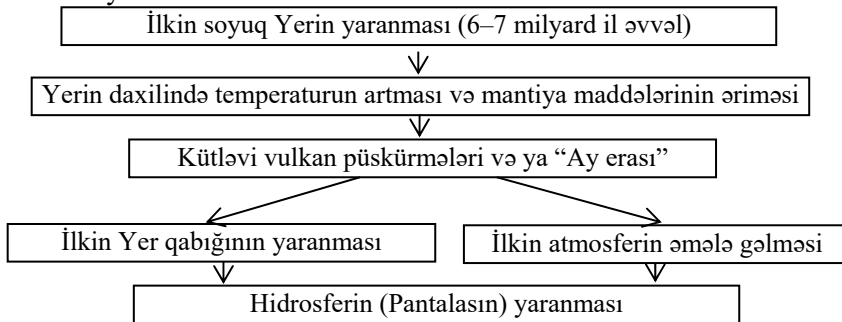 İlkin soyuq Yerin yaranması (6–7 milyard il əvvəl)
Yerin daxilində temperaturun artması və mantiya maddələrinin əriməsi
Kütləvi vulkan püskürmələri və ya “Ay erası”
İlkin Yer qabığının yaranması
İlkin atmosferin əmələ gəlməsi
Hidrosferin (Pantalasın) yaranması